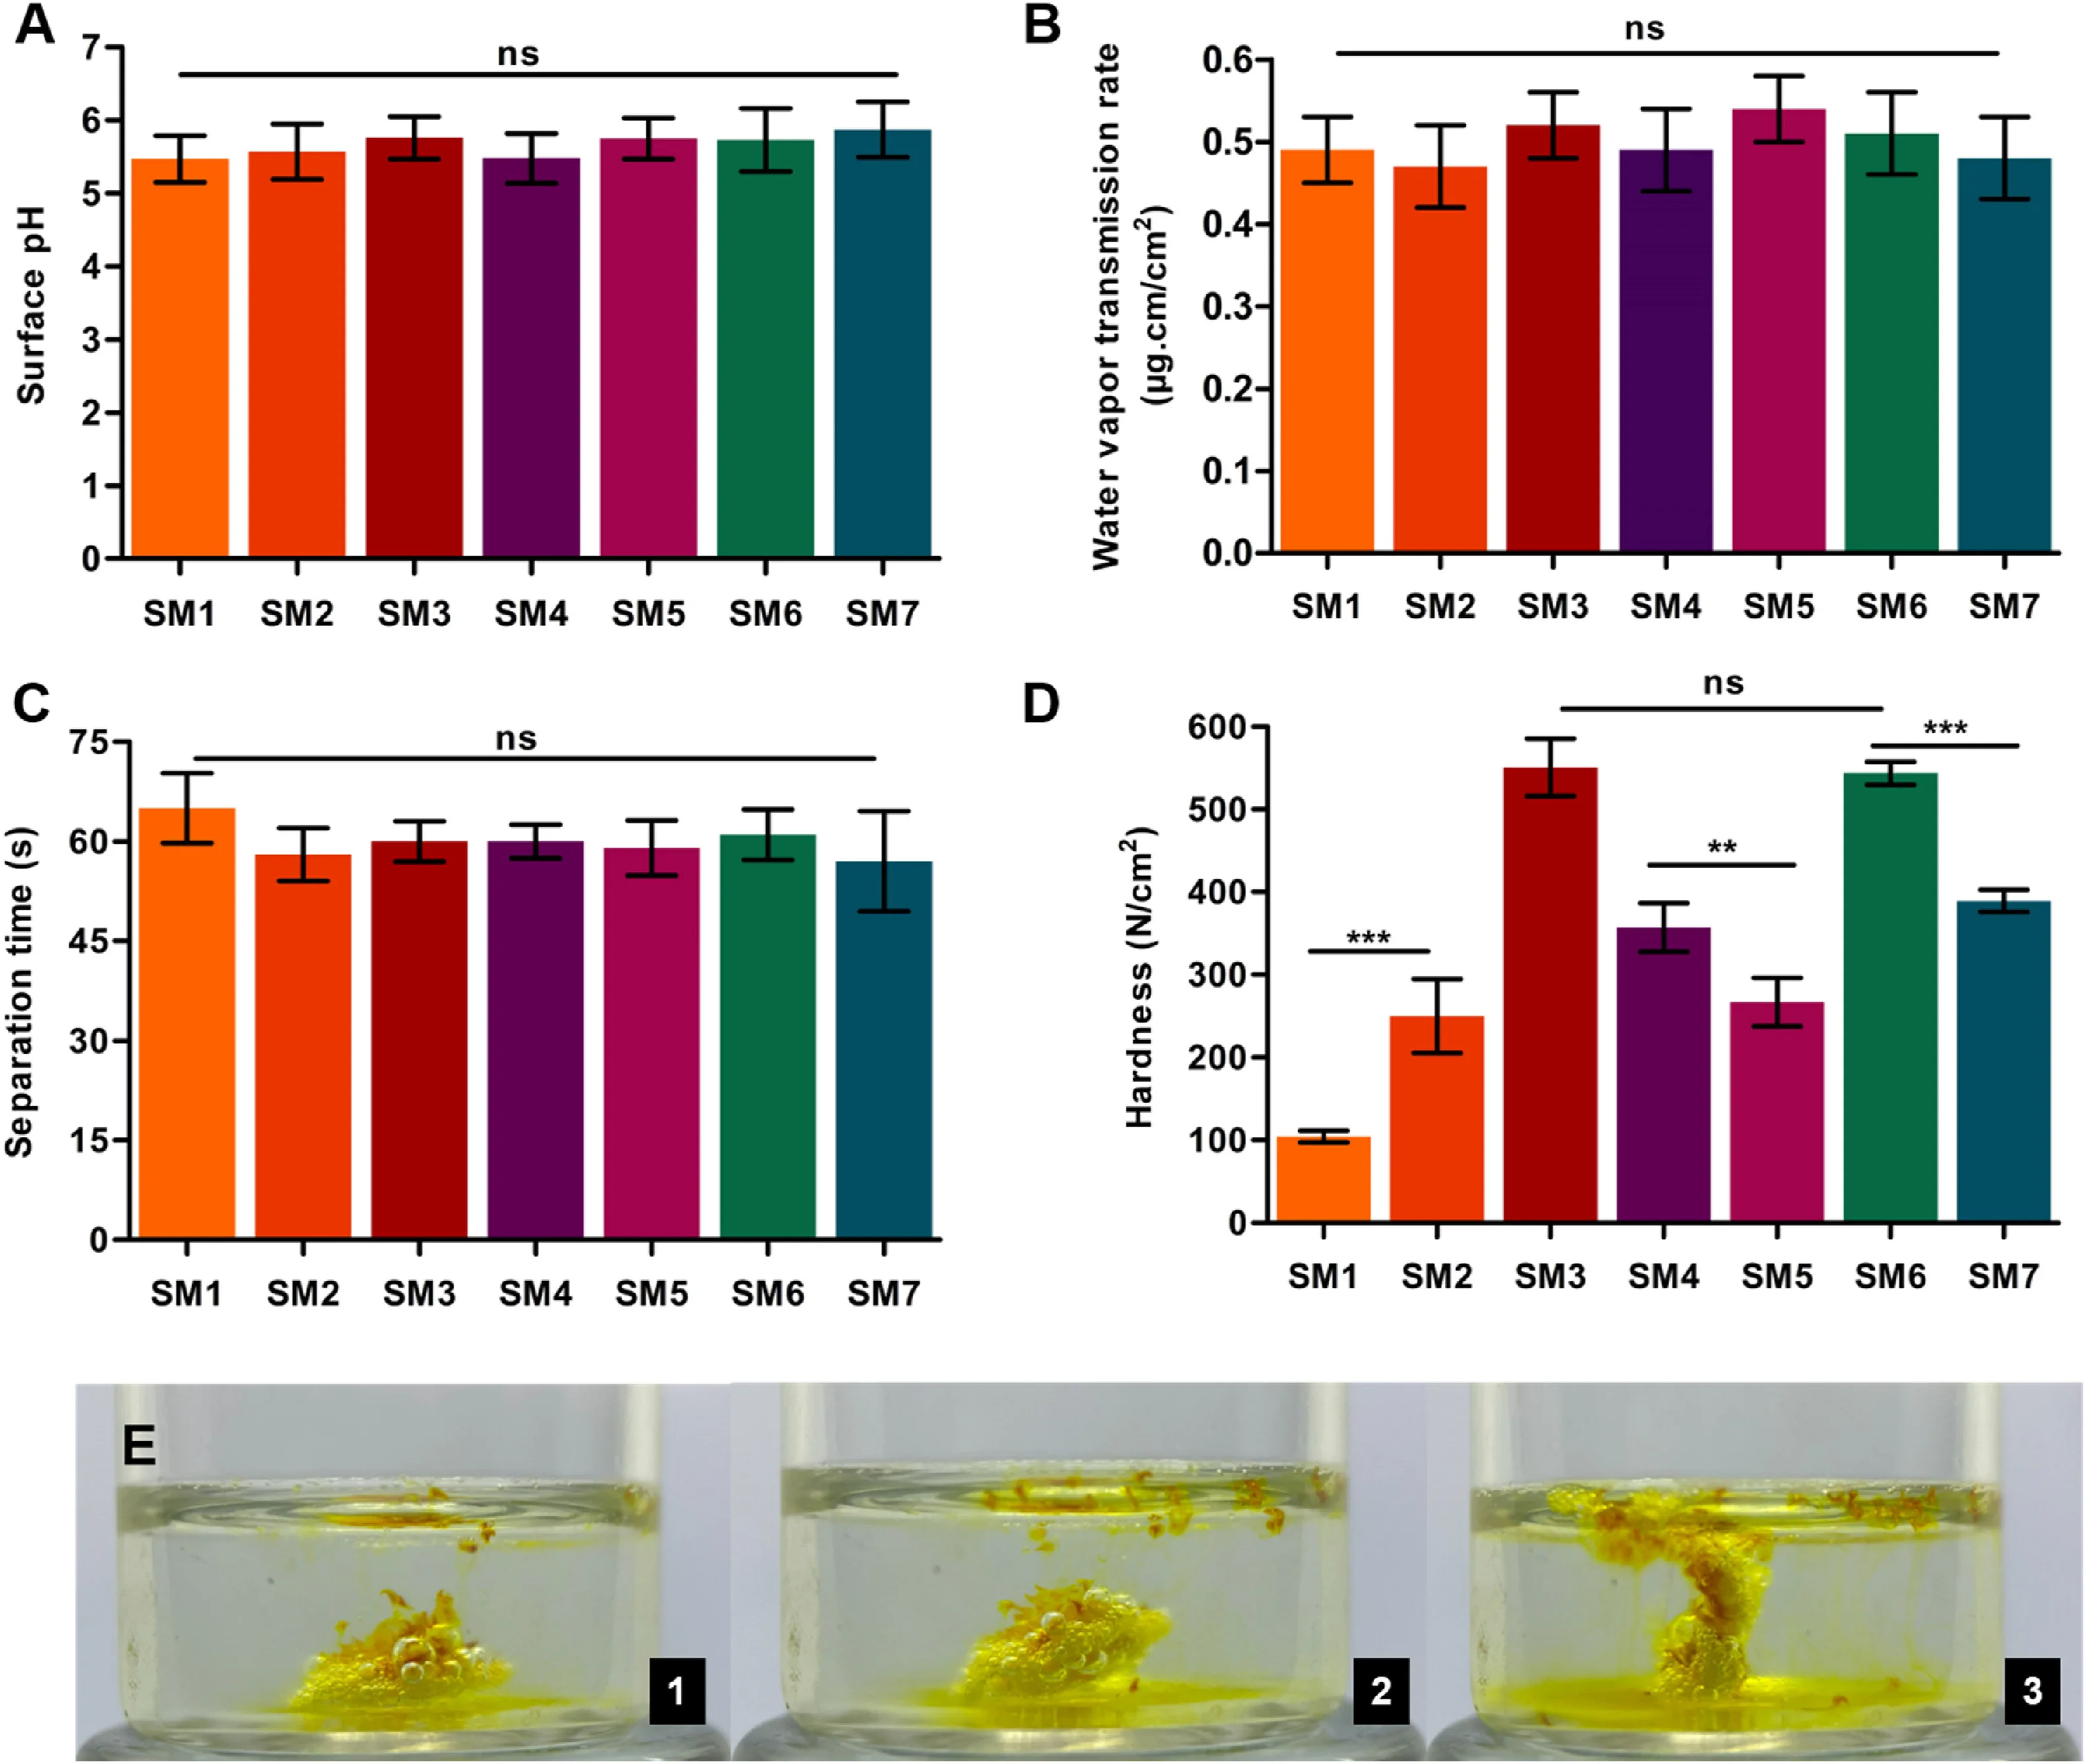 A
ns
Surface pH
7
6
5
4
3
2
1
0
SM1 SM2 SM3 SM4 SM5 SM6 SM7
B
ns
Water vapor transmission rate
(µg.cm/cm²)
0.6
0.5
0.4
0.3
0.2
0.1
0.0
SM1 SM2 SM3 SM4 SM5 SM6 SM7
C
ns
Separation time (s)
75
60
45
30
15
0
SM1 SM2 SM3 SM4 SM5 SM6 SM7
D
ns
***
**
***
Hardness (N/cm²)
600
500
400
300
200
100
0
SM1 SM2 SM3 SM4 SM5 SM6 SM7
E
1
2
3